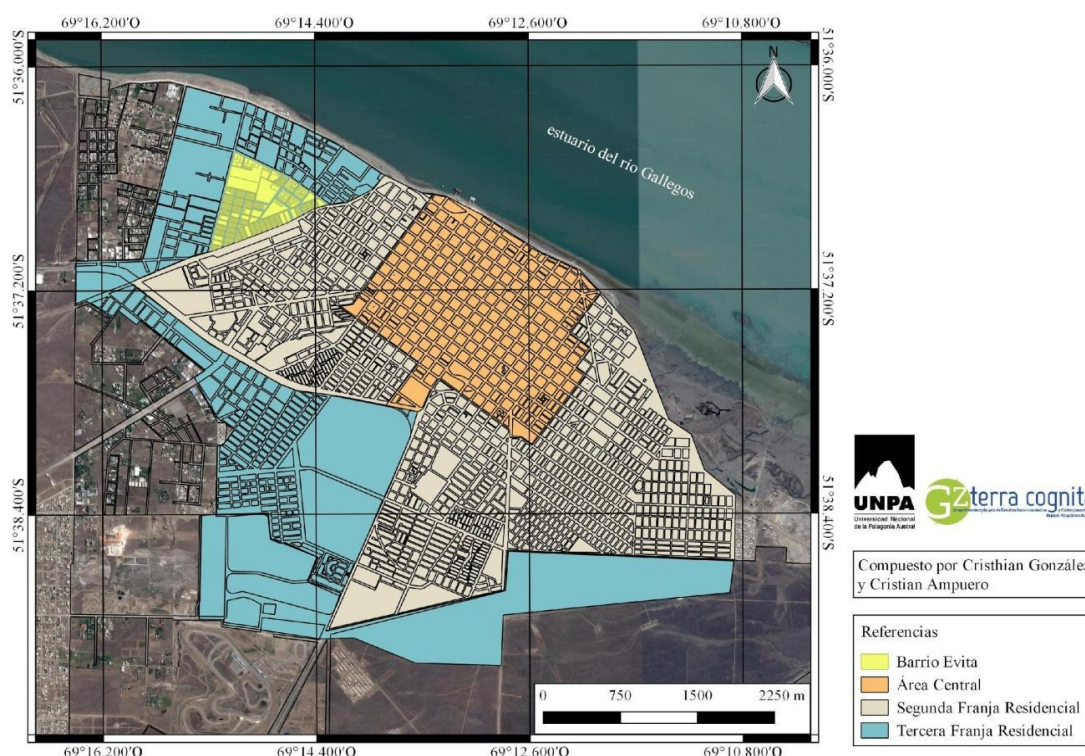 69°16.200'O
69°14.400'O
69°12.600'O
69°10.800'O
51°36.000'S
51°36.000'S
N
estuario del río Gallegos
51°37.200'S
51°37.200'S
51°38.400'S
51°38.400'S
UNPA
Universidad Nacional
de la Patagonia Austral
GZ terra cognita
Compuesto por Cristhian González
y Cristian Ampuero
Referencias
Barrio Evita
Área Central
Segunda Franja Residencial
Tercera Franja Residencial
0 750 1500 2250 m
69°16.200'O
69°14.400'O
69°12.600'O
69°10.800'O